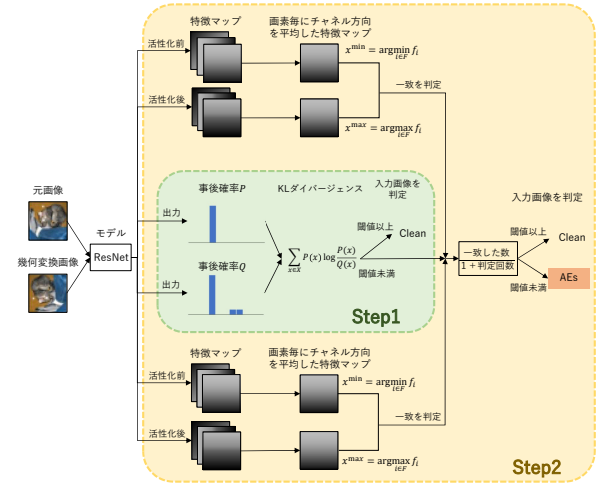 特徴マップ
画素毎にチャネル方向
を平均した特徴マップ
活性化前
x^min = argmin f_i
i∈F
一致を判定
活性化後
x^max = argmax f_i
i∈F
元画像
幾何変換画像
モデル
ResNet
出力
事後確率P
KLダイバージェンス
入力画像を
判定
閾値以上
Clean
∑ P(x) log P(x)/Q(x)
x∈X
閾値未満
出力
事後確率Q
Step1
入力画像を判定
一致した数
1 + 判定回数
閾値以上
Clean
閾値未満
AEs
特徴マップ
画素毎にチャネル方向
を平均した特徴マップ
活性化前
x^min = argmin f_i
i∈F
一致を判定
活性化後
x^max = argmax f_i
i∈F
Step2